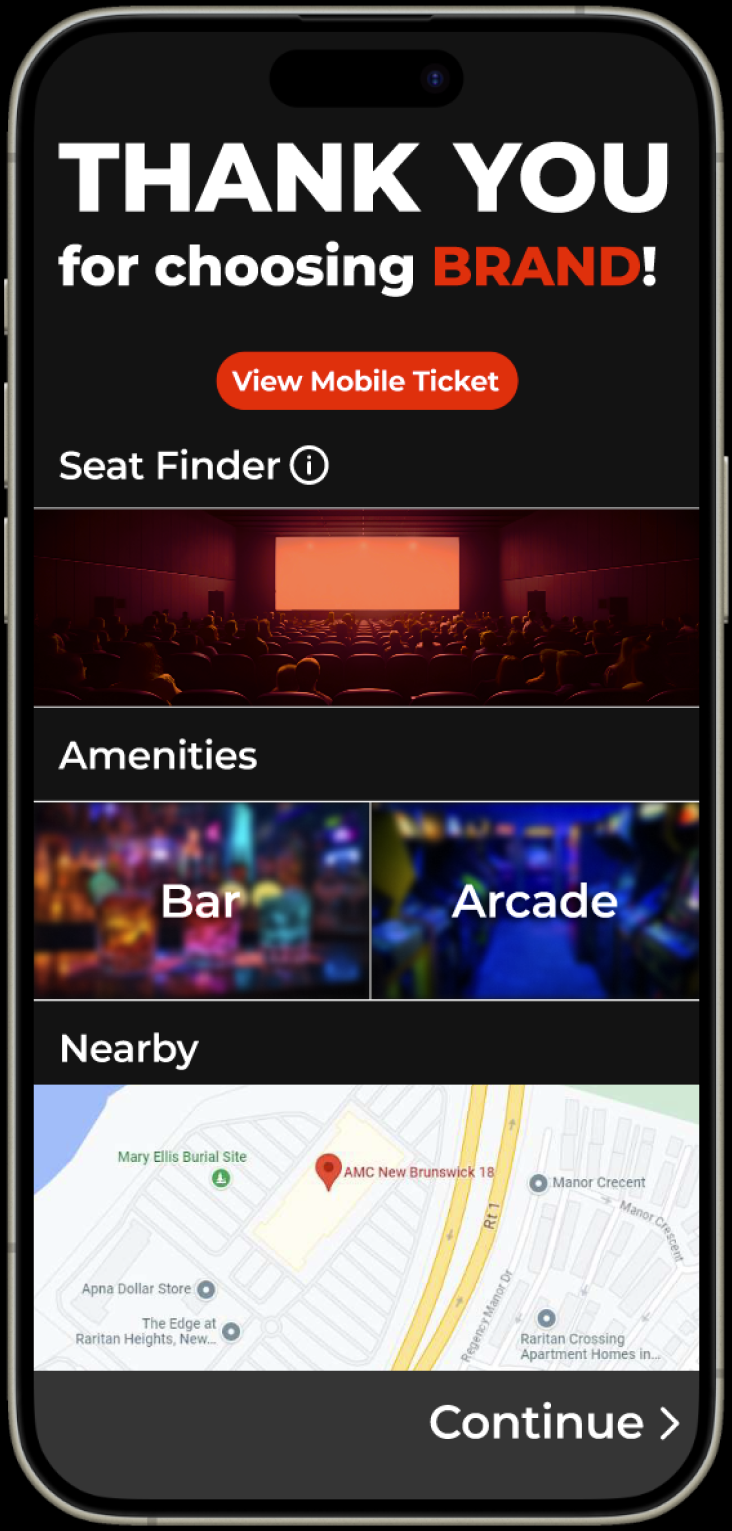 THANK YOU
for choosing BRAND!
View Mobile Ticket
Seat Finder
Amenities
Bar
Arcade
Nearby
Mary Ellis Burial Site
AMC New Brunswick 18
Manor Crecent
Manor Crescent
Rt 1
Apna Dollar Store
The Edge at
Raritan Heights, New...
Regency Manor Dr
Raritan Crossing
Apartment Homes in...
Continue